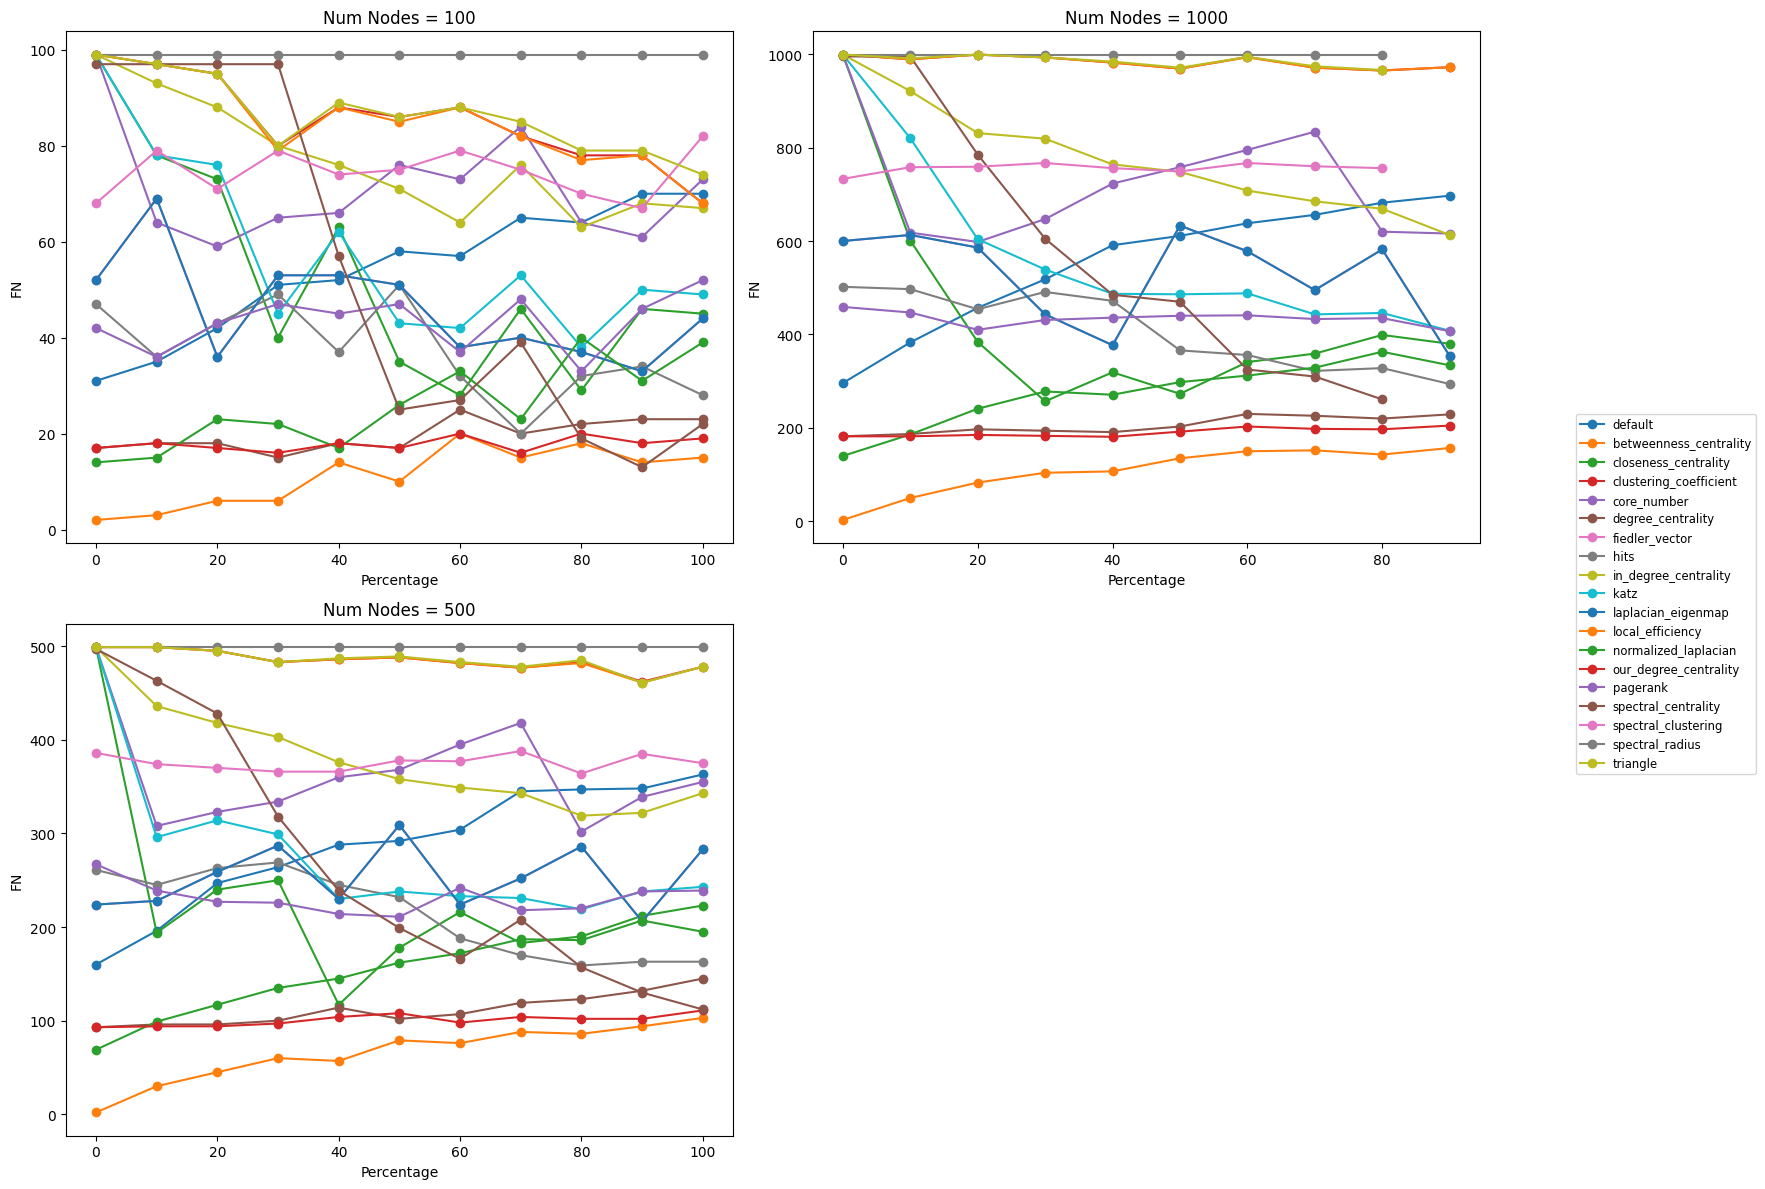 Num Nodes = 100
100
80
60
40
20
0
FN
0 20 40 60 80 100
Percentage
Num Nodes = 1000
1000
800
600
400
200
0
FN
0 20 40 60 80
Percentage
Num Nodes = 500
500
400
300
200
100
0
FN
0 20 40 60 80 100
Percentage
default
betweenness_centrality
closeness_centrality
clustering_coefficient
core_number
degree_centrality
fiedler_vector
hits
in_degree_centrality
katz
laplacian_eigenmap
local_efficiency
normalized_laplacian
our_degree_centrality
pagerank
spectral_centrality
spectral_clustering
spectral_radius
triangle